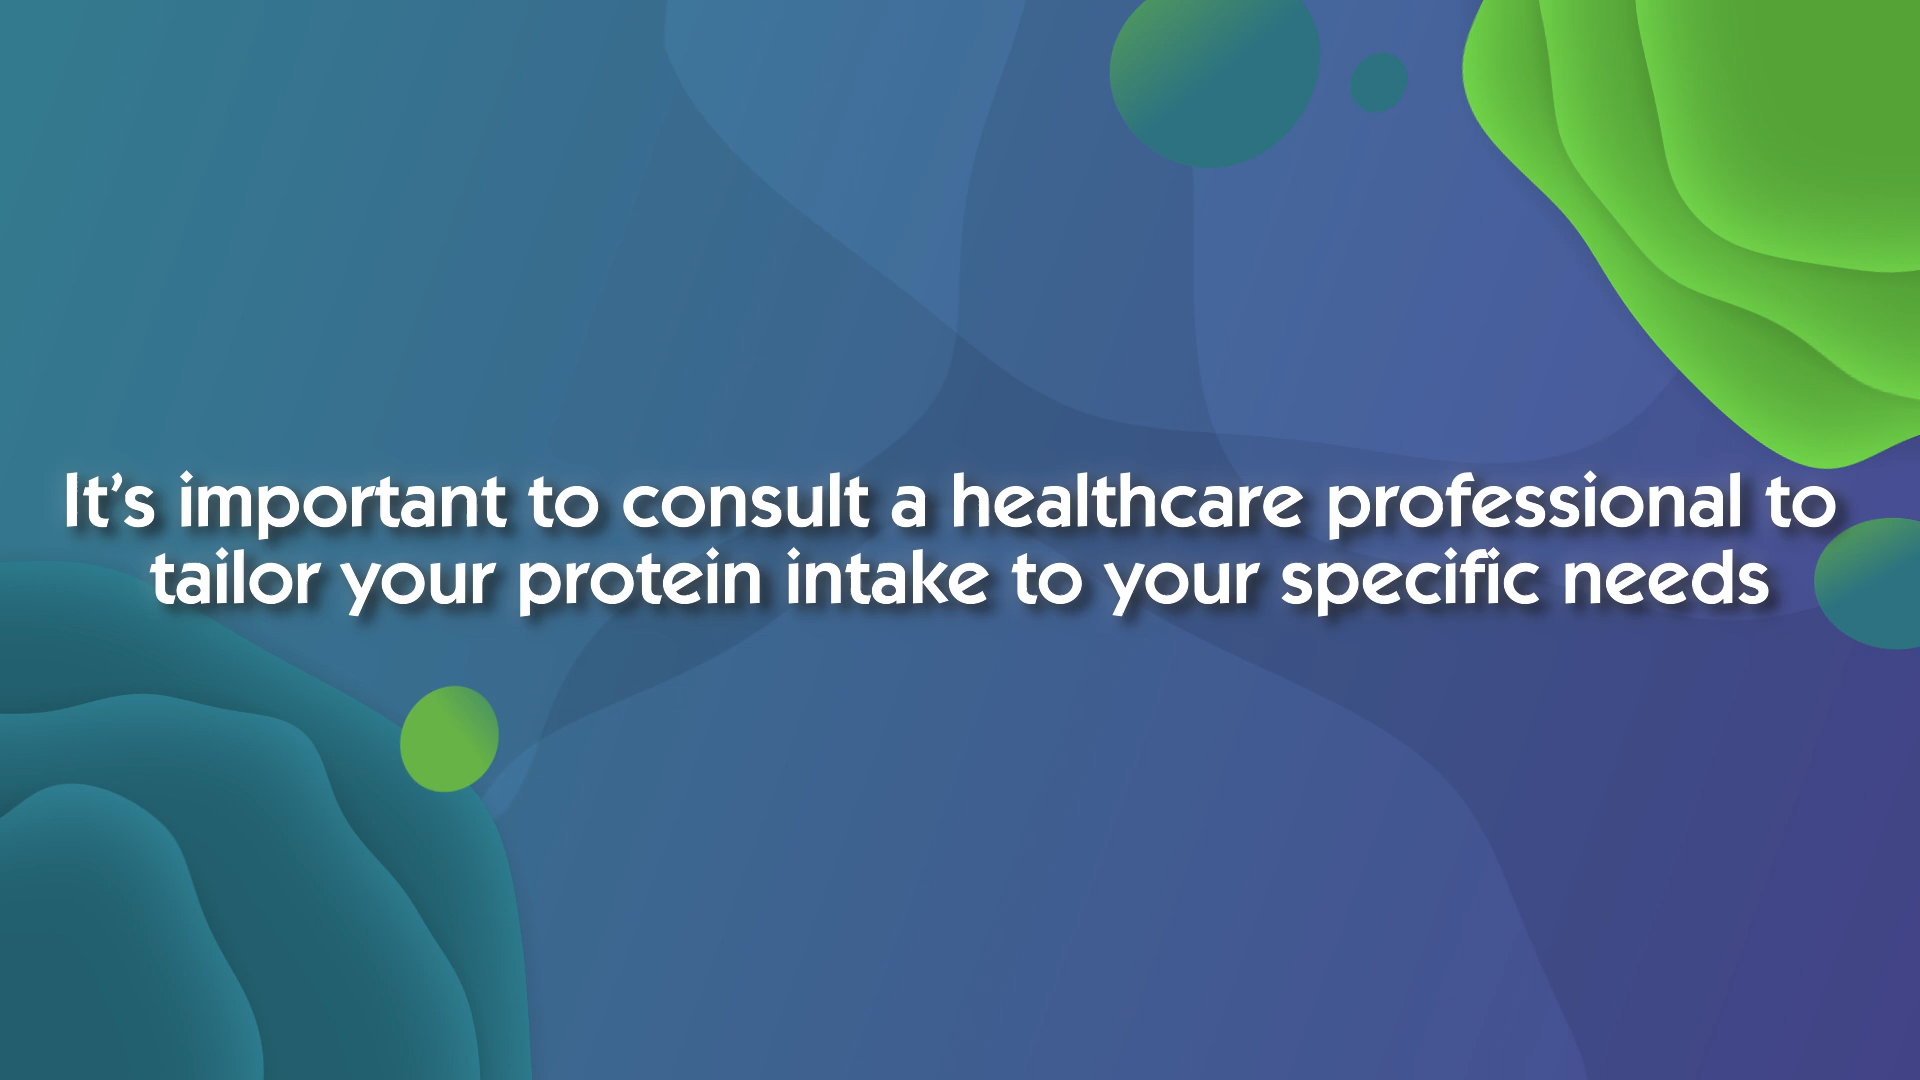 It’s important to consult a healthcare professional to
tailor your protein intake to your specific needs